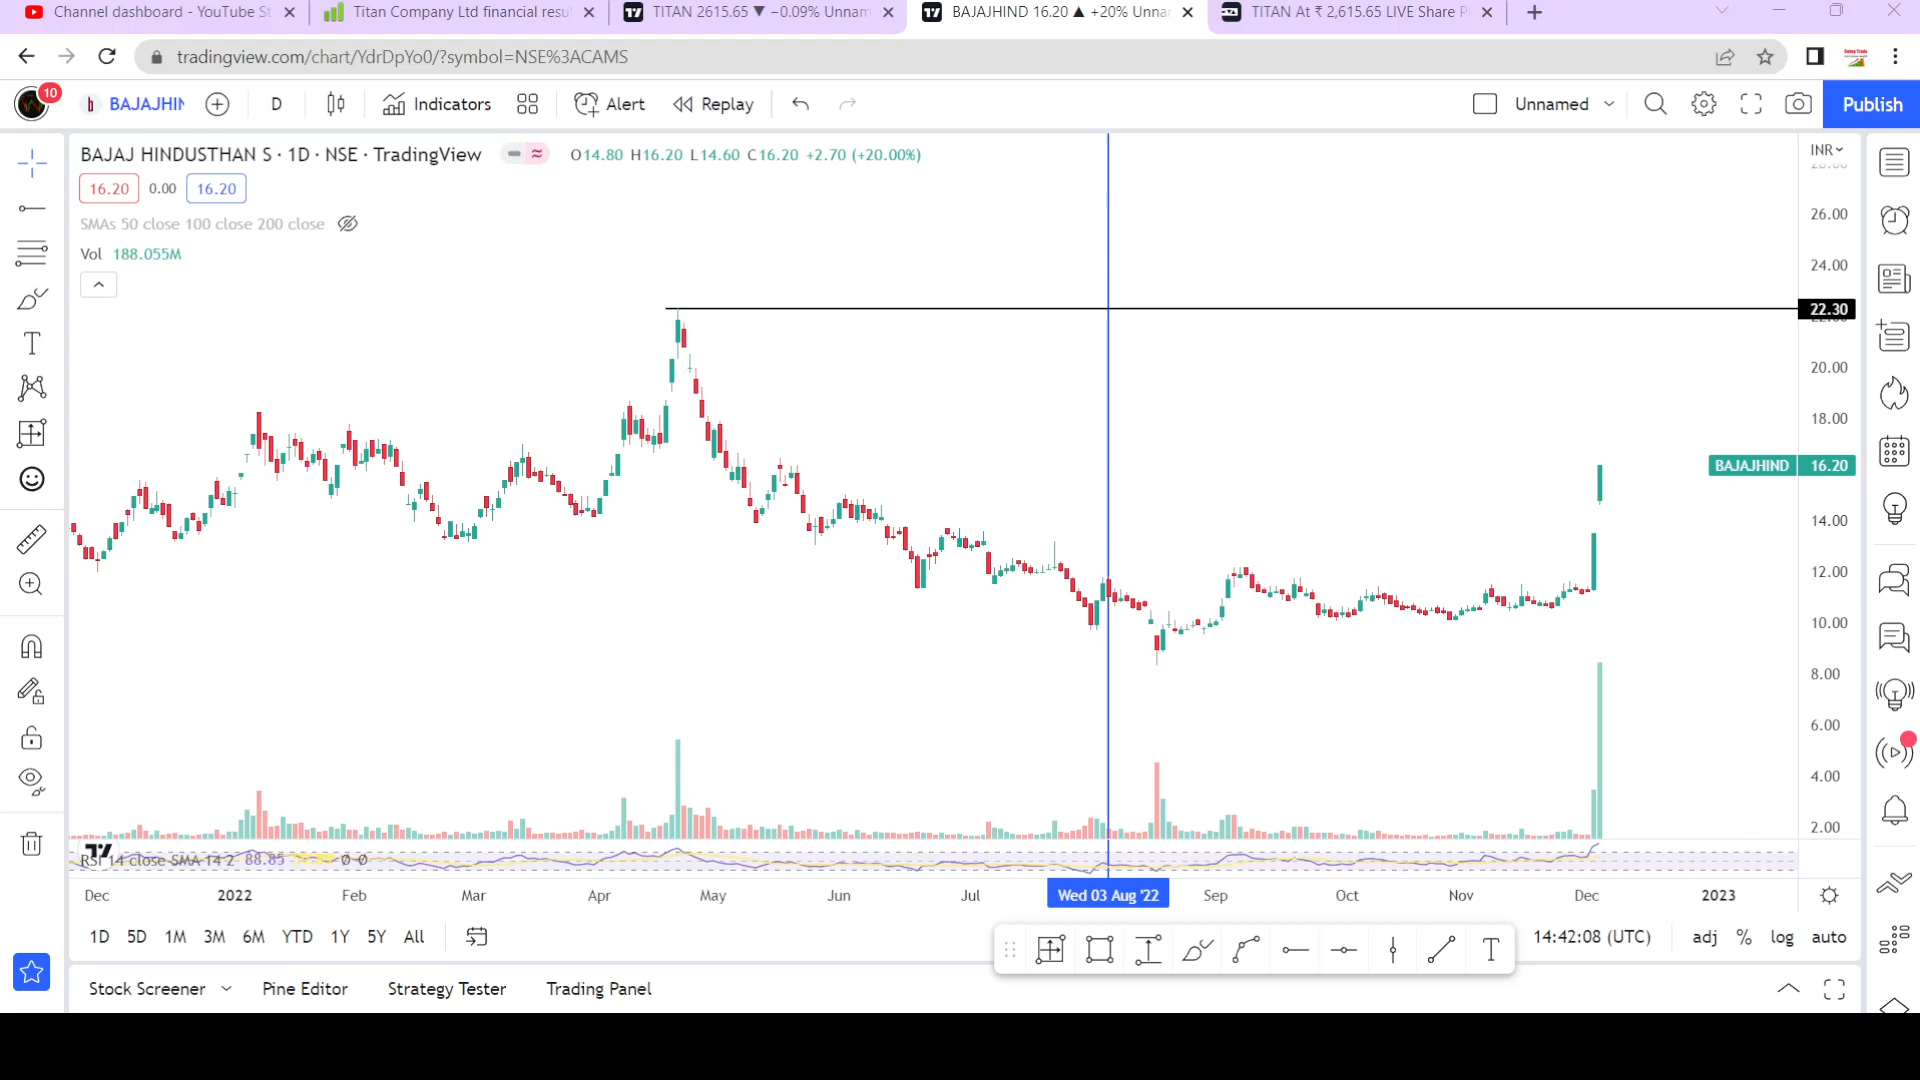 Channel dashboard - YouTube St
Titan Company Ltd financial resul
TITAN 2615.65 ▼ −0.09% Unnam
BAJAJHIND 16.20 ▲ +20% Unnan
TITAN At ₹ 2,615.65 LIVE Share P
tradingview.com/chart/YdrDpYo0/?symbol=NSE%3ACAMS
10
BAJAJHIN
D
Indicators
Alert
Replay
Unnamed
Publish
BAJAJ HINDUSTHAN S · 1D · NSE · TradingView
O14.80 H16.20 L14.60 C16.20 +2.70 (+20.00%)
INR
16.20 0.00 16.20
SMAs 50 close 100 close 200 close
Vol 188.055M
26.00
24.00
22.30
20.00
18.00
BAJAJHIND 16.20
14.00
12.00
10.00
8.00
6.00
4.00
2.00
RSI 14 close SMA 14 2 88.85 Ø Ø
Dec 2022 Feb Mar Apr May Jun Jul Wed 03 Aug '22 Sep Oct Nov Dec 2023
1D 5D 1M 3M 6M YTD 1Y 5Y All
14:42:08 (UTC) adj % log auto
Stock Screener Pine Editor Strategy Tester Trading Panel